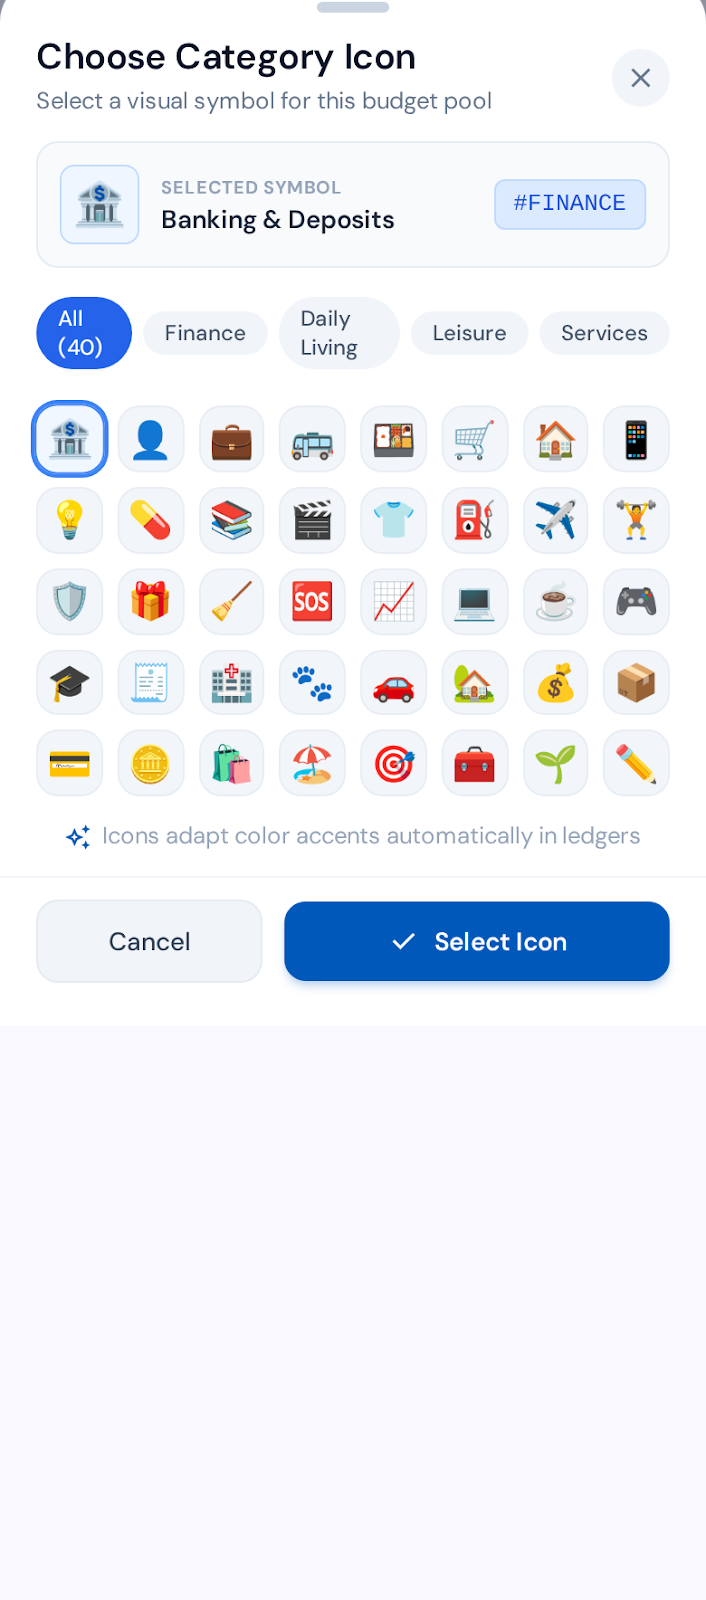 Choose Category Icon
Select a visual symbol for this budget pool
SELECTED SYMBOL
Banking & Deposits
#FINANCE
All
(40)
Finance
Daily
Living
Leisure
Services
SOS
Icons adapt color accents automatically in ledgers
Cancel
Select Icon